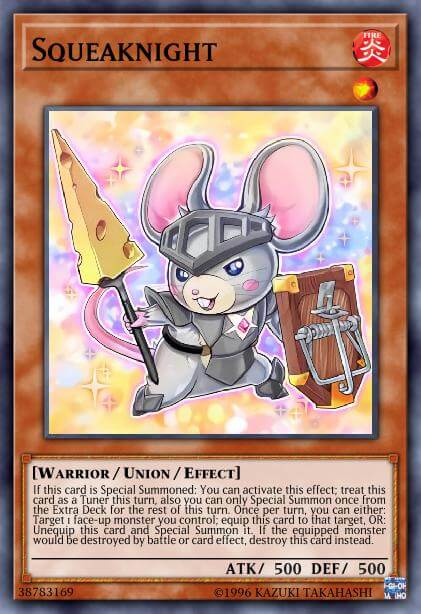 Squeaknight
FIRE
炎
[Warrior / Union / Effect]
If this card is Special Summoned: You can activate this effect; treat this
card as a Tuner this turn, also you can only Special Summon once from
the Extra Deck for the rest of this turn. Once per turn, you can either:
Target 1 face-up monster you control; equip this card to that target, OR:
Unequip this card and Special Summon it. If the equipped monster
would be destroyed by battle or card effect, destroy this card instead.
ATK/ 500 DEF/ 500
38783169
©1996 KAZUKI TAKAHASHI